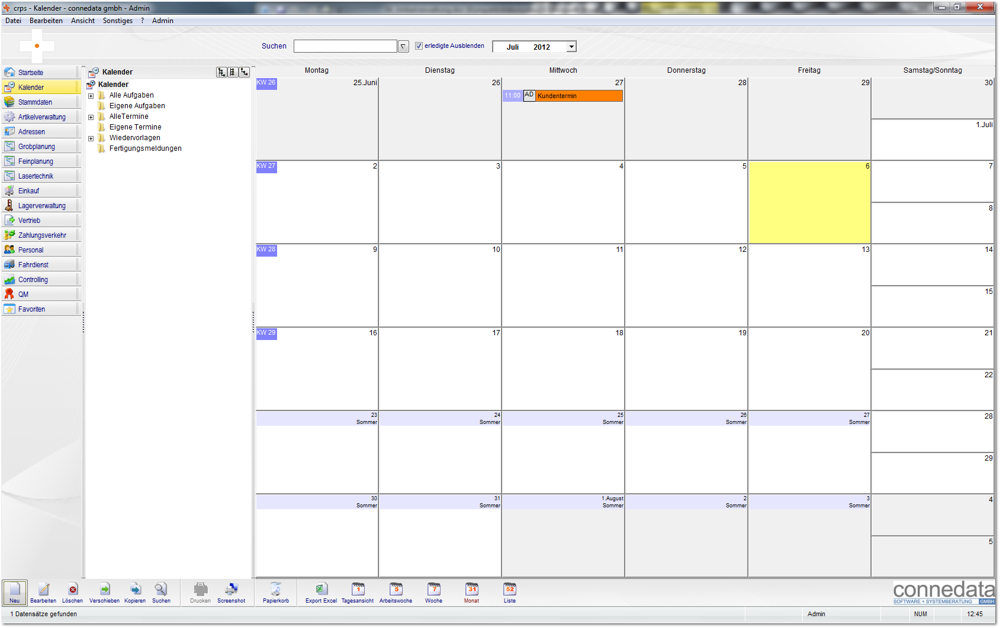 crps - Kalender - connedata gmbh - Admin
Datei Bearbeiten Ansicht Sonstiges ? Admin
Suchen erledigte Ausblenden Juli 2012
Startseite
Kalender
Stammdaten
Artikelverwaltung
Adressen
Grobplanung
Feinplanung
Lasertechnik
Einkauf
Lagerverwaltung
Vertrieb
Zahlungsverkehr
Personal
Fahrdienst
Controlling
QM
Favoriten
Kalender
Kalender
Alle Aufgaben
Eigene Aufgaben
AlleTermine
Eigene Termine
Wiedervorlagen
Fertigungsmeldungen
Montag Dienstag Mittwoch Donnerstag Freitag Samstag/Sonntag
KW 26 25.Juni 26 27 28 29 30
11:00 AD Kundentermin
1.Juli
KW 27 2 3 4 5 6 7
8
KW 28 9 10 11 12 13 14
15
KW 29 16 17 18 19 20 21
22
23 24 25 26 27 28
Sommer Sommer Sommer Sommer Sommer
29
30 31 1.August 2 3 4
Sommer Sommer Sommer Sommer Sommer
5
1 5 7 31 52
Neu Bearbeiten Löschen Verschieben Kopieren Suchen Drucken Screenshot Papierkorb Export Excel Tagesansicht Arbeitswoche Woche Monat Liste
connedata
SOFTWARE + SYSTEMBERATUNG GMBH
1 Datensätze gefunden Admin NUM 12:45